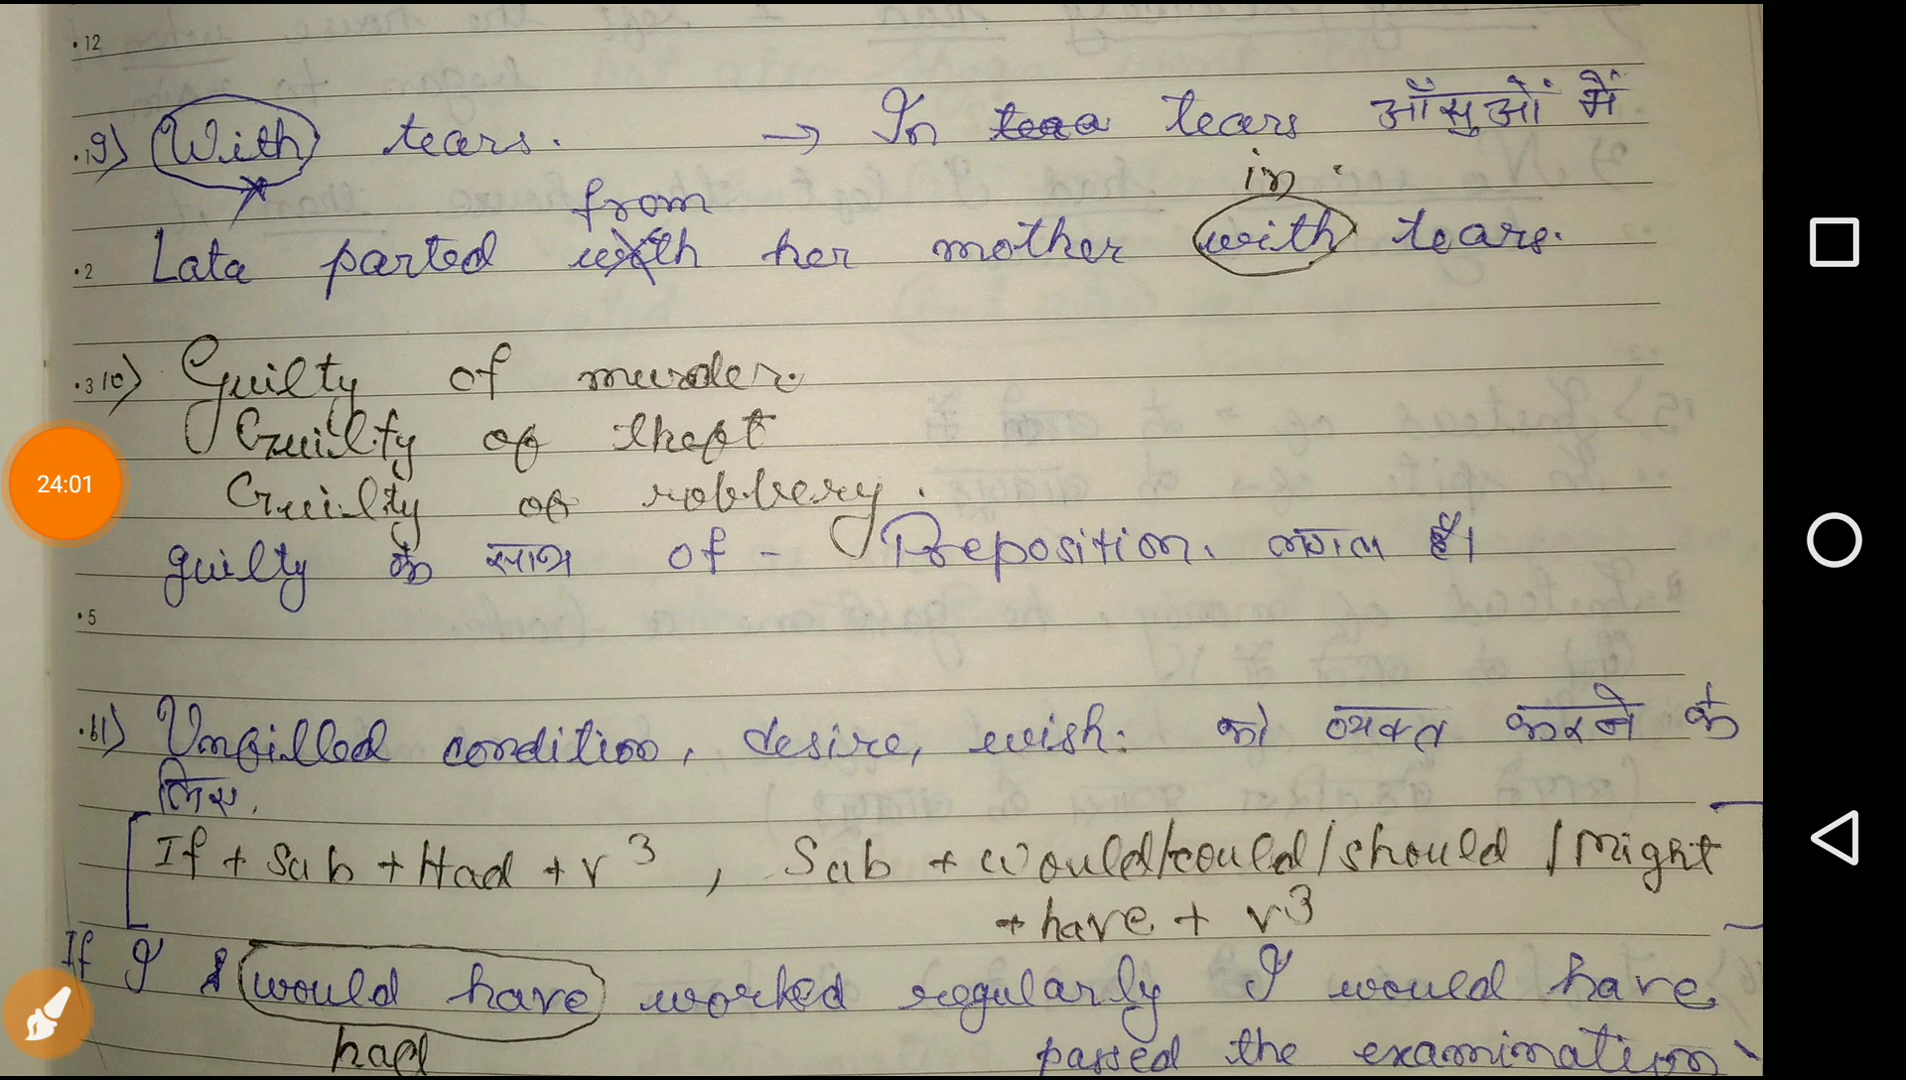 12
9) With tears. → In tears आँसुओं में
from in
2 Lata parted with her mother with tears.
3 10) Guilty of murder.
Guilty of theft
Guilty of robbery.
guilty के साथ of - Preposition. लगता है।
5
11) Unfilled condition, desire, wish: को व्यक्त करने के
लिए.
If + Sub + Had + v3, Sub + would/could/should/might
+ have + v3
If I would have worked regularly I would have
had passed the examination
24:01